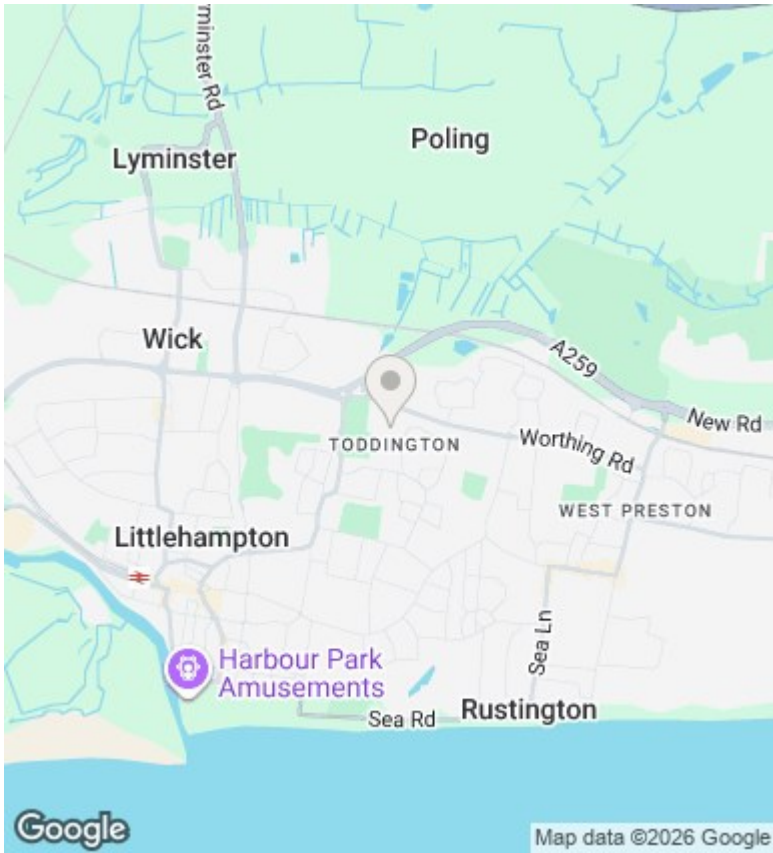 minster Rd
Poling
Lyminster
Wick
A259
New Rd
TODDINGTON
Worthing Rd
WEST PRESTON
Littlehampton
Sea Ln
Harbour Park
Amusements
Rustington
Sea Rd
Google
Map data ©2026 Google